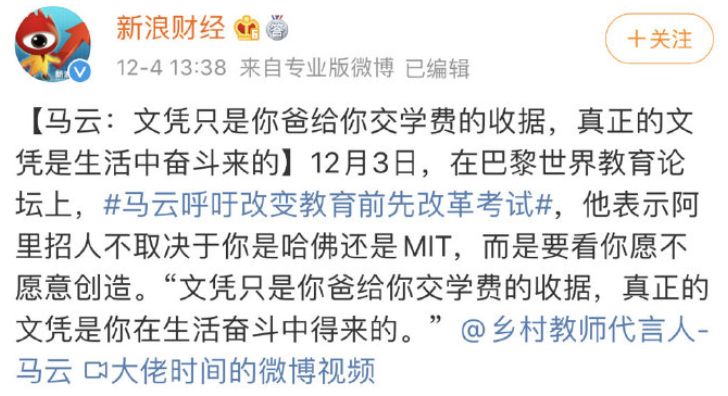 新浪财经
+关注
12-4 13:38 来自专业版微博 已编辑
【马云：文凭只是你爸给你交学费的收据，真正的文
凭是生活中奋斗来的】12月3日，在巴黎世界教育论
坛上，#马云呼吁改变教育前先改革考试#，他表示阿
里招人不取决于你是哈佛还是MIT，而是要看你愿不
愿意创造。“文凭只是你爸给你交学费的收据，真正的
文凭是你在生活奋斗中得来的。” @乡村教师代言人-
马云 大佬时间的微博视频